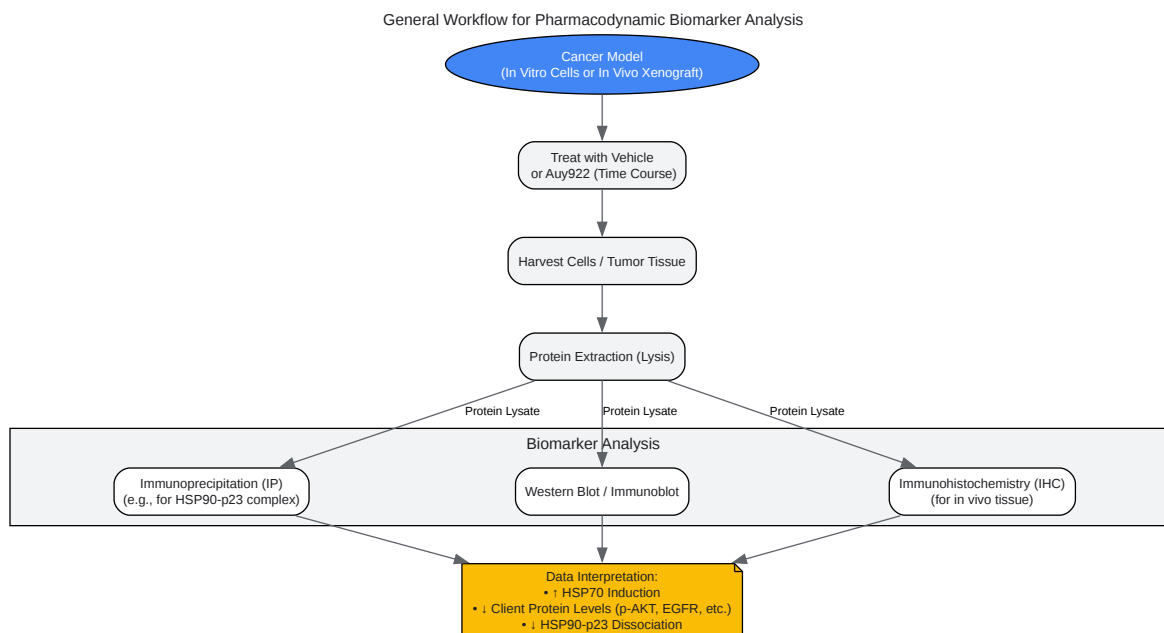 General Workflow for Pharmacodynamic Biomarker Analysis
Cancer Model
(In Vitro Cells or In Vivo Xenograft)
Treat with Vehicle
or Auy922 (Time Course)
Harvest Cells / Tumor Tissue
Protein Extraction (Lysis)
Protein Lysate
Protein Lysate
Protein Lysate
Biomarker Analysis
Immunoprecipitation (IP)
(e.g., for HSP90-p23 complex)
Western Blot / Immunoblot
Immunohistochemistry (IHC)
(for in vivo tissue)
Data Interpretation:
• ↑ HSP70 Induction
• ↓ Client Protein Levels (p-AKT, EGFR, etc.)
• ↓ HSP90-p23 Dissociation